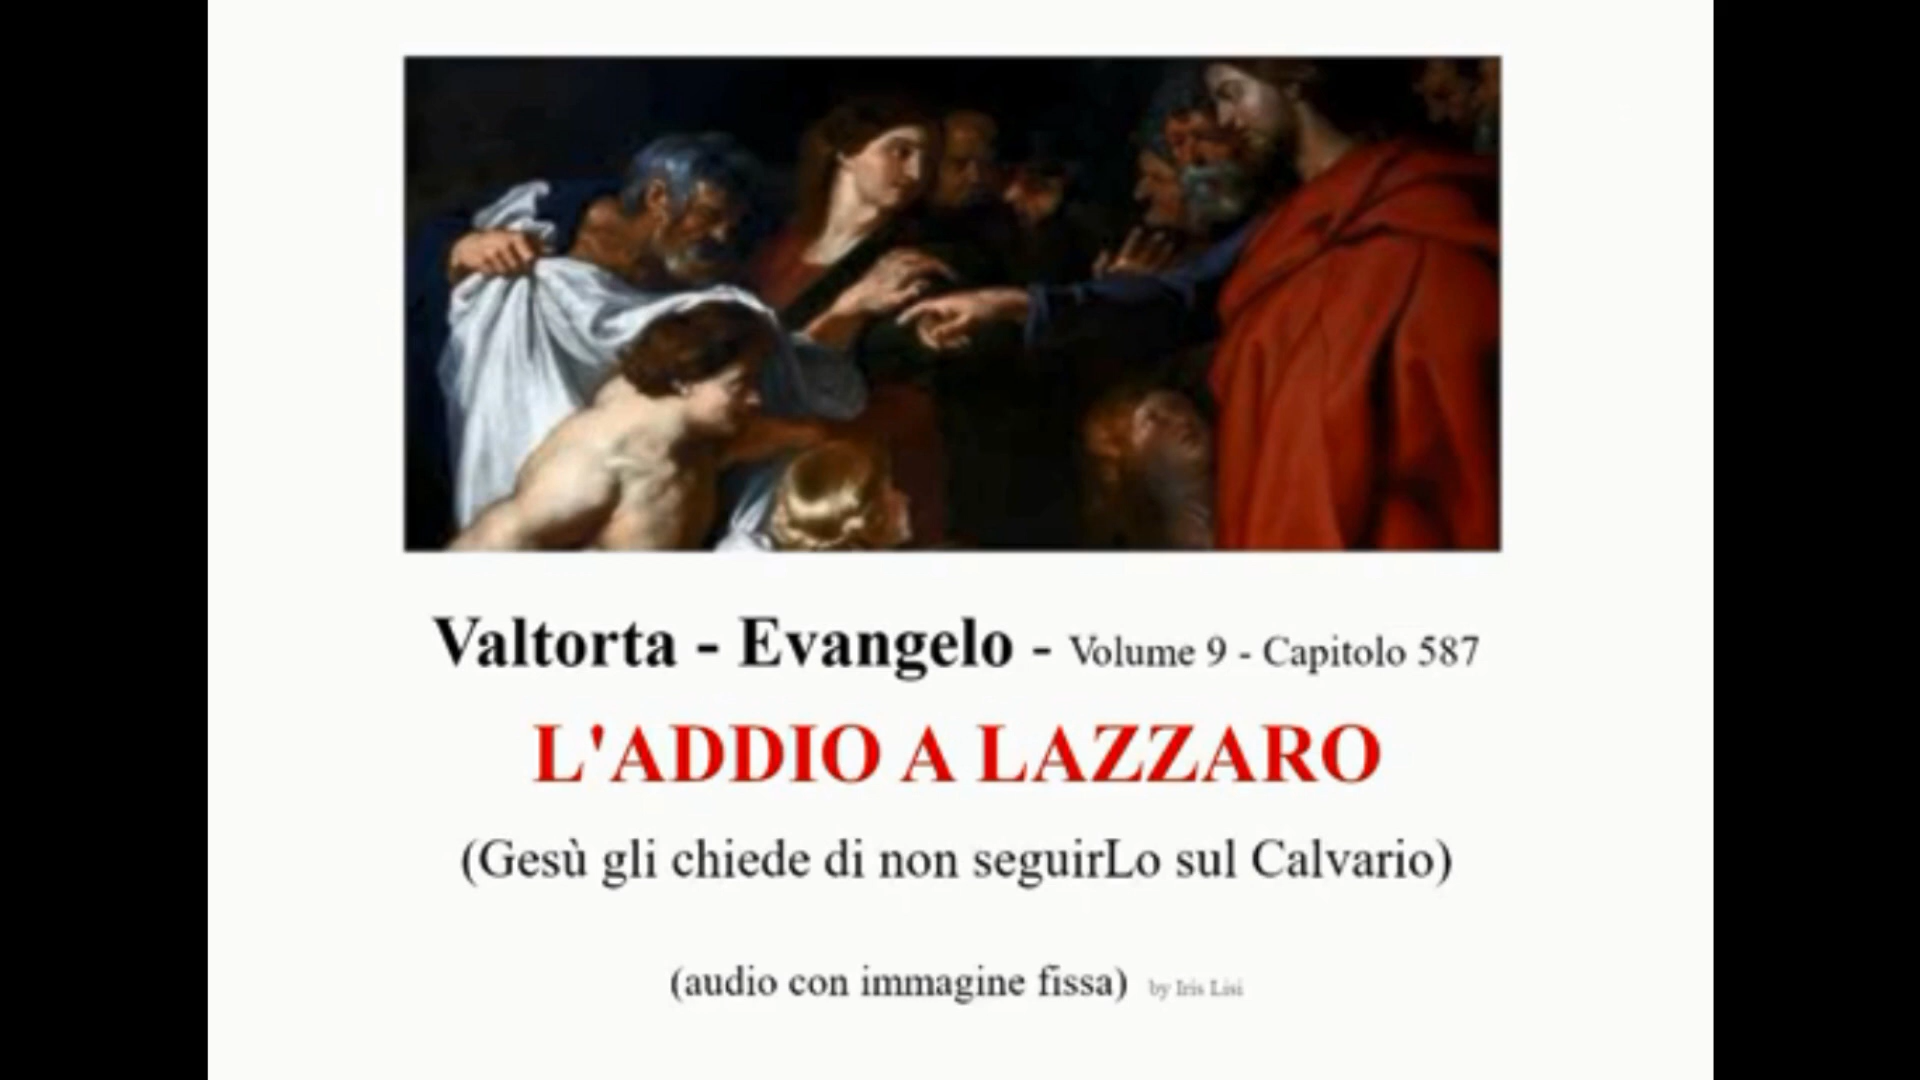 Valtorta - Evangelo - Volume 9 - Capitolo 587
L'ADDIO A LAZZARO
(Gesù gli chiede di non seguirLo sul Calvario)
(audio con immagine fissa) by Iris Lisi